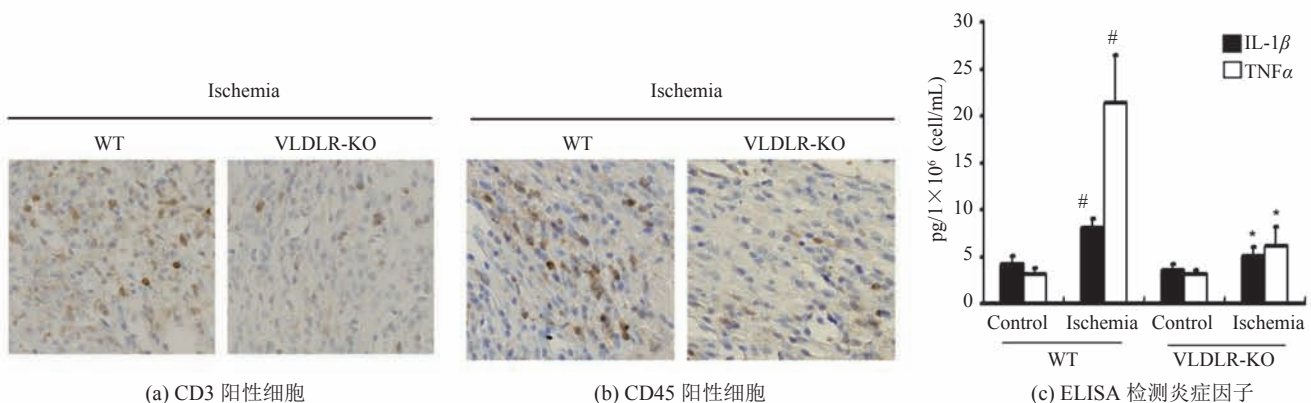 Ischemia
WT VLDLR-KO
(a) CD3 阳性细胞
Ischemia
WT VLDLR-KO
(b) CD45 阳性细胞
pg/1×10⁶ (cell/mL)
30
25
20
15
10
5
0
IL-1β
TNFα
#
#
*
*
Control Ischemia Control Ischemia
WT VLDLR-KO
(c) ELISA 检测炎症因子